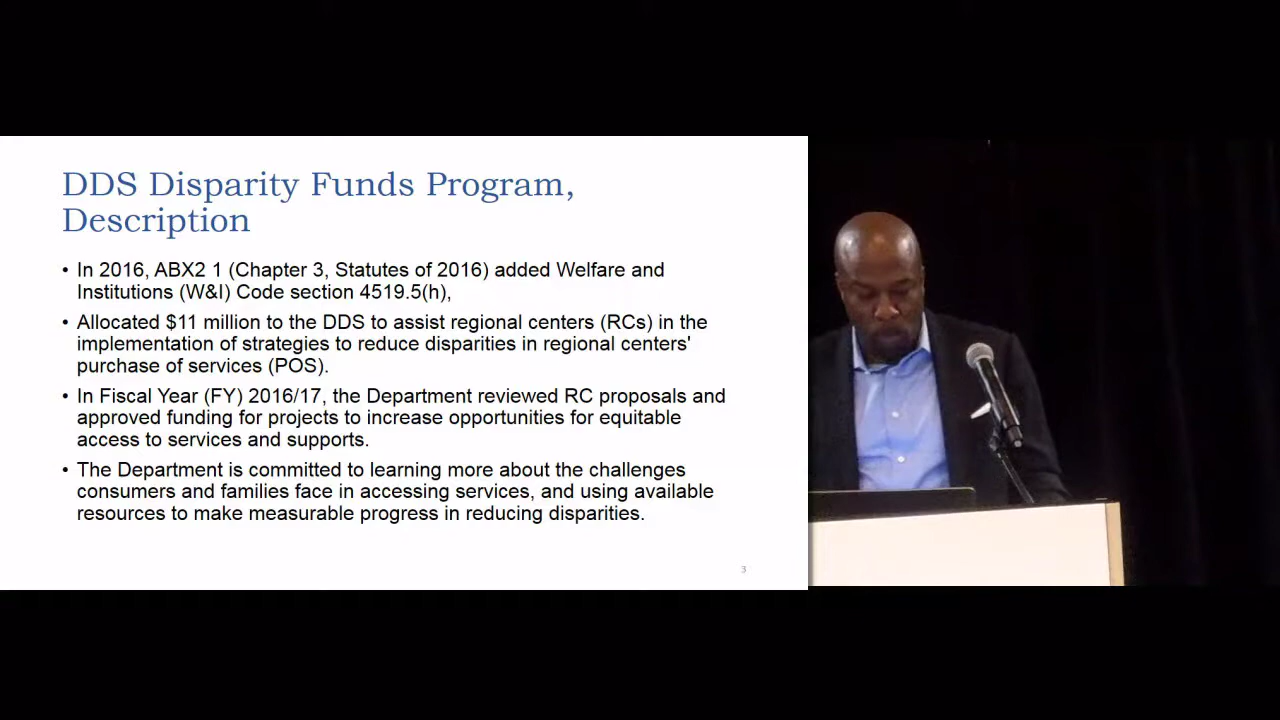 DDS Disparity Funds Program,
Description
• In 2016, ABX2 1 (Chapter 3, Statutes of 2016) added Welfare and
Institutions (W&I) Code section 4519.5(h),
• Allocated $11 million to the DDS to assist regional centers (RCs) in the
implementation of strategies to reduce disparities in regional centers'
purchase of services (POS).
• In Fiscal Year (FY) 2016/17, the Department reviewed RC proposals and
approved funding for projects to increase opportunities for equitable
access to services and supports.
• The Department is committed to learning more about the challenges
consumers and families face in accessing services, and using available
resources to make measurable progress in reducing disparities.
3